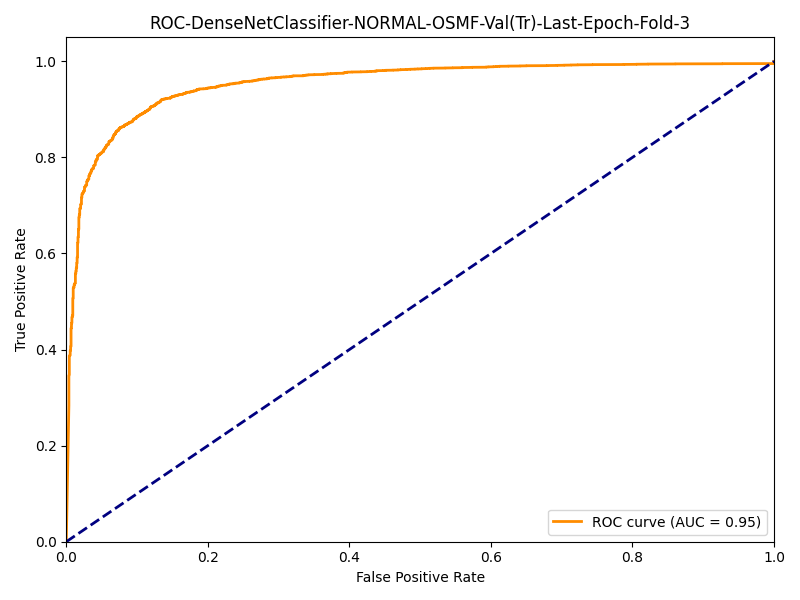 ROC-DenseNetClassifier-NORMAL-OSMF-Val(Tr)-Last-Epoch-Fold-3
True Positive Rate
1.0
0.8
0.6
0.4
0.2
0.0
ROC curve (AUC = 0.95)
0.0 0.2 0.4 0.6 0.8 1.0
False Positive Rate